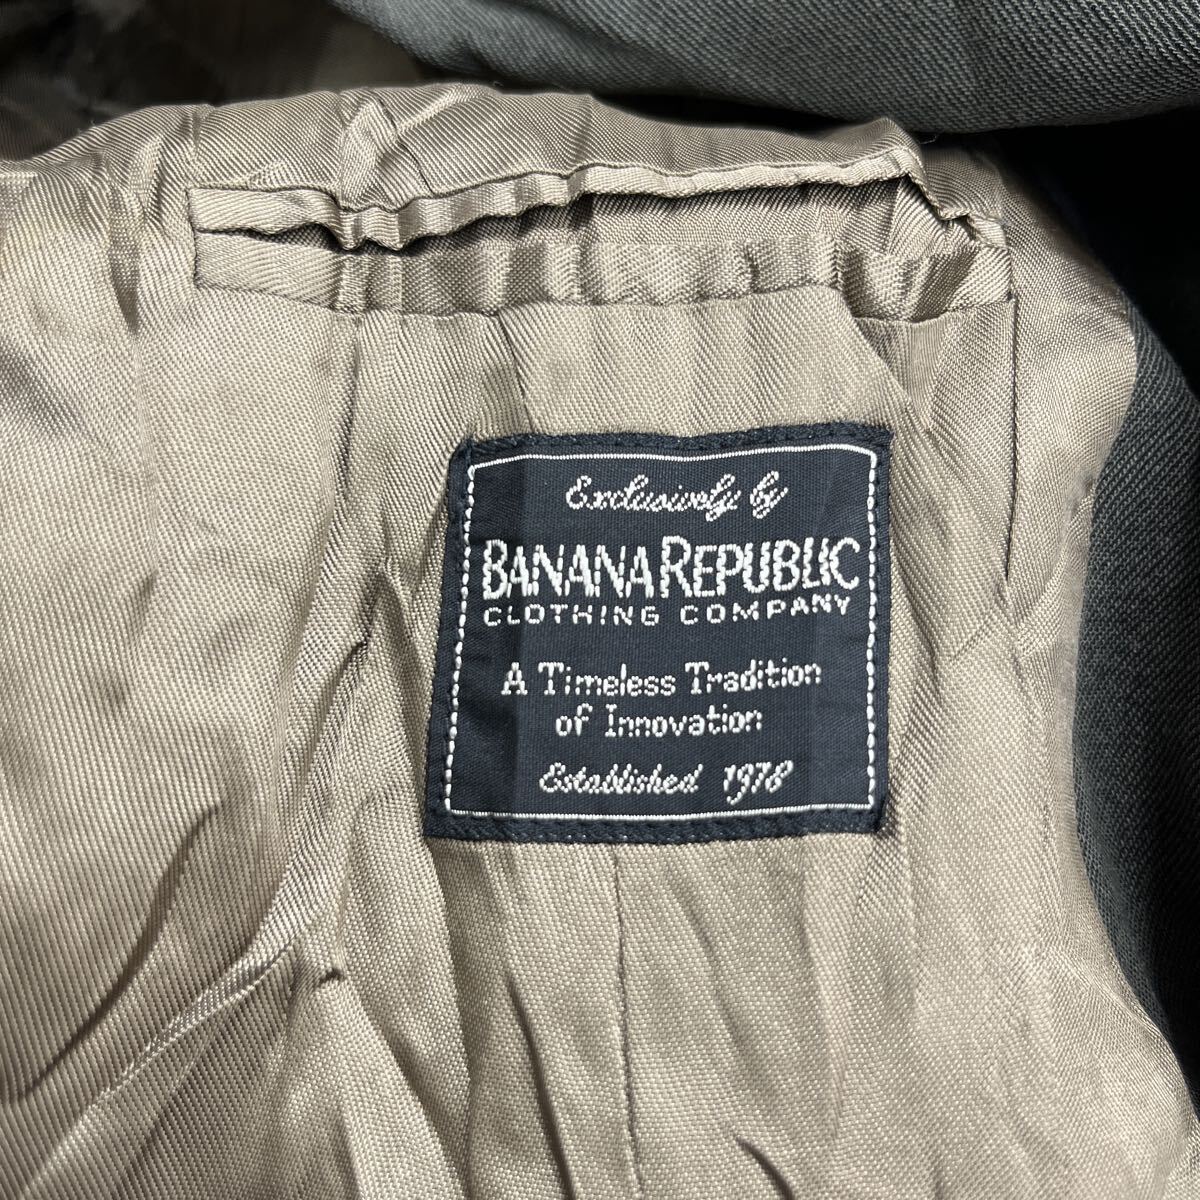 Exclusively by
BANANA REPUBLIC
CLOTHING COMPANY
A Timeless Tradition
of Innovation
Established 1978